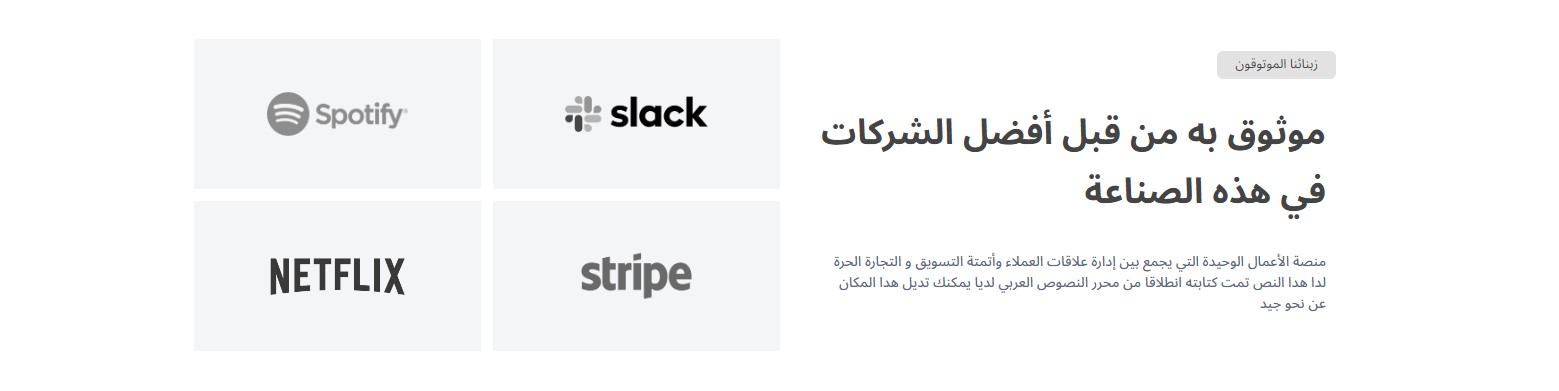 زبنائنا الموثوقون
موثوق به من قبل أفضل الشركات
في هذه الصناعة
منصة الأعمال الوحيدة التي يجمع بين إدارة علاقات العملاء وأتمتة التسويق و التجارة الحرة
لدا هدا النص تمت كتابته انطلاقا من محرر النصوص العربي لديا يمكنك تديل هدا المكان
عن نحو جيد
slack
Spotify
stripe
NETFLIX